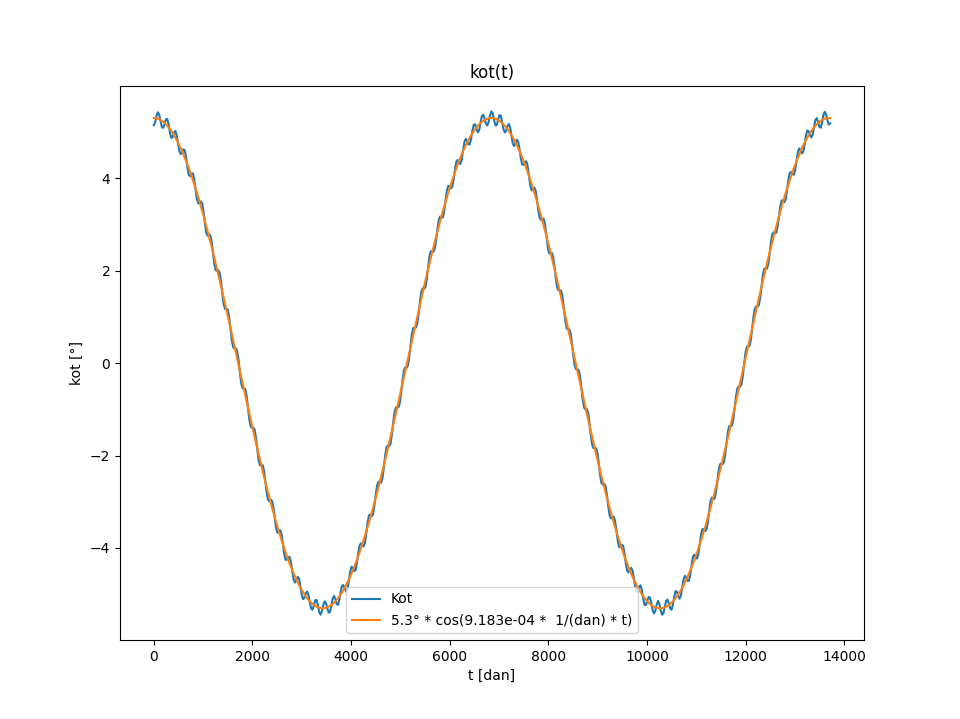 kot(t)
4
2
0
−2
−4
kot [°]
Kot
5.3° * cos(9.183e-04 *  1/(dan) * t)
0
2000
4000
6000
8000
10000
12000
14000
t [dan]